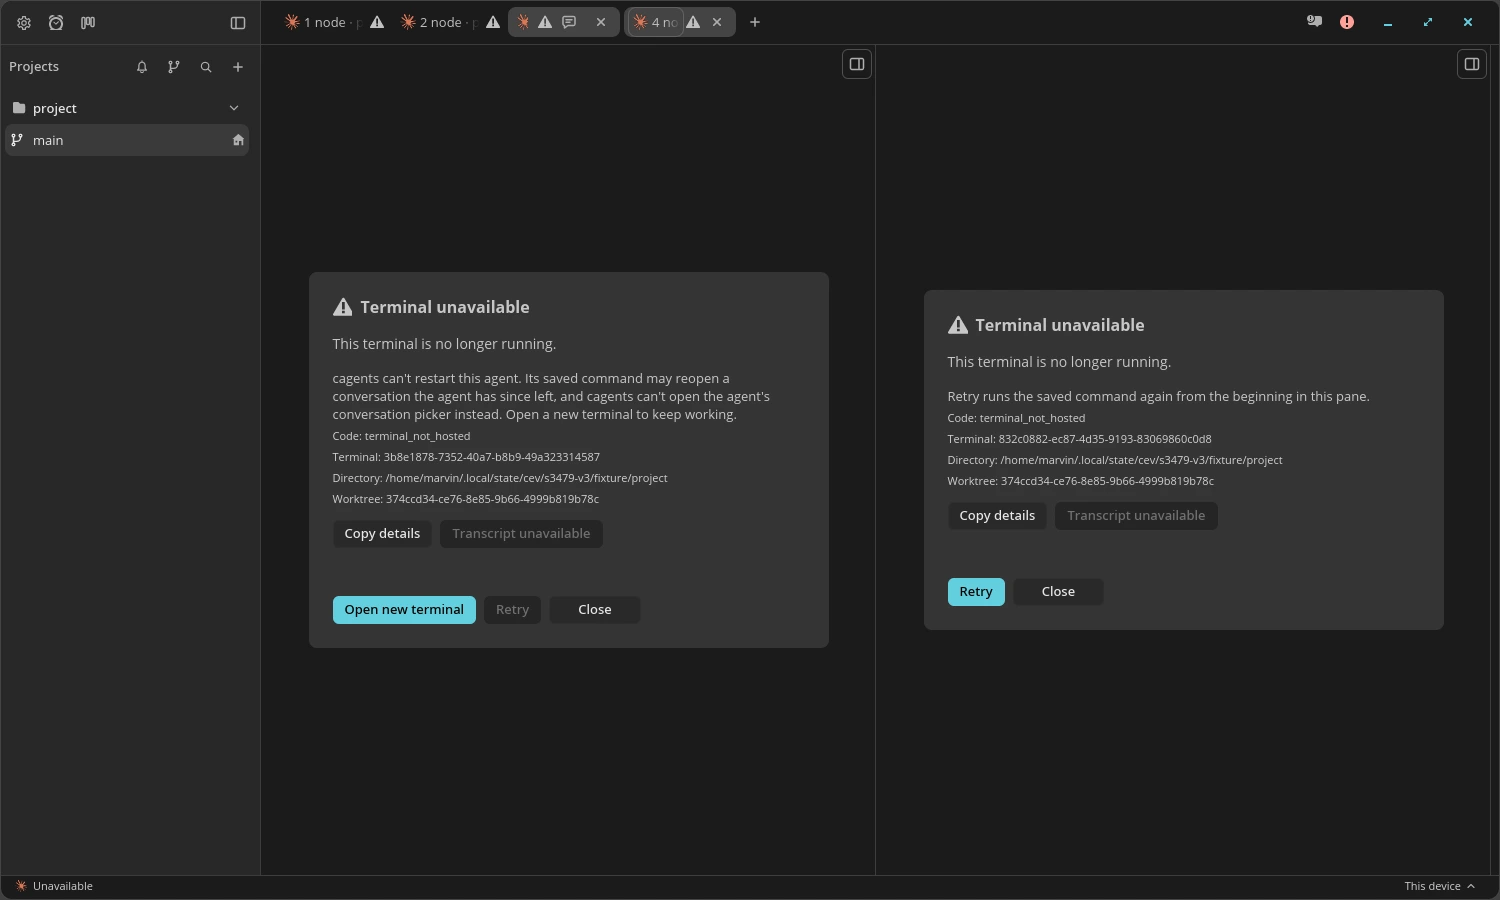 1 node ·
2 node ·
4 no
Projects
project
main
Terminal unavailable
This terminal is no longer running.
cagents can't restart this agent. Its saved command may reopen a
conversation the agent has since left, and cagents can't open the agent's
conversation picker instead. Open a new terminal to keep working.
Code: terminal_not_hosted
Terminal: 3b8e1878-7352-40a7-b8b9-49a323314587
Directory: /home/marvin/.local/state/cev/s3479-v3/fixture/project
Worktree: 374ccd34-ce76-8e85-9b66-4999b819b78c
Copy details
Transcript unavailable
Open new terminal
Retry
Close
Terminal unavailable
This terminal is no longer running.
Retry runs the saved command again from the beginning in this pane.
Code: terminal_not_hosted
Terminal: 832c0882-ec87-4d35-9193-83069860c0d8
Directory: /home/marvin/.local/state/cev/s3479-v3/fixture/project
Worktree: 374ccd34-ce76-8e85-9b66-4999b819b78c
Copy details
Transcript unavailable
Retry
Close
Unavailable
This device